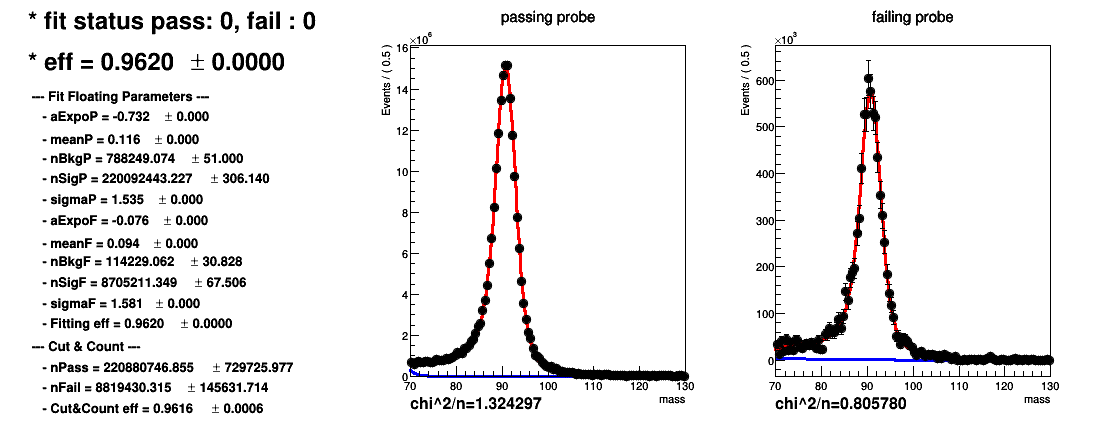 * fit status pass: 0, fail : 0
* eff = 0.9620 ± 0.0000
--- Fit Floating Parameters ---
- aExpoP = -0.732 ± 0.000
- meanP = 0.116 ± 0.000
- nBkgP = 788249.074 ± 51.000
- nSigP = 220092443.227 ± 306.140
- sigmaP = 1.535 ± 0.000
- aExpoF = -0.076 ± 0.000
- meanF = 0.094 ± 0.000
- nBkgF = 114229.062 ± 30.828
- nSigF = 8705211.349 ± 67.506
- sigmaF = 1.581 ± 0.000
- Fitting eff = 0.9620 ± 0.0000
--- Cut & Count ---
- nPass = 220880746.855 ± 729725.977
- nFail = 8819430.315 ± 145631.714
- Cut&Count eff = 0.9616 ± 0.0006
passing probe
×10⁶
Events / ( 0.5 )
16
14
12
10
8
6
4
2
0
70 80 90 100 110 120 130
mass
chi^2/n=1.324297
failing probe
×10³
Events / ( 0.5 )
600
500
400
300
200
100
0
70 80 90 100 110 120 130
mass
chi^2/n=0.805780